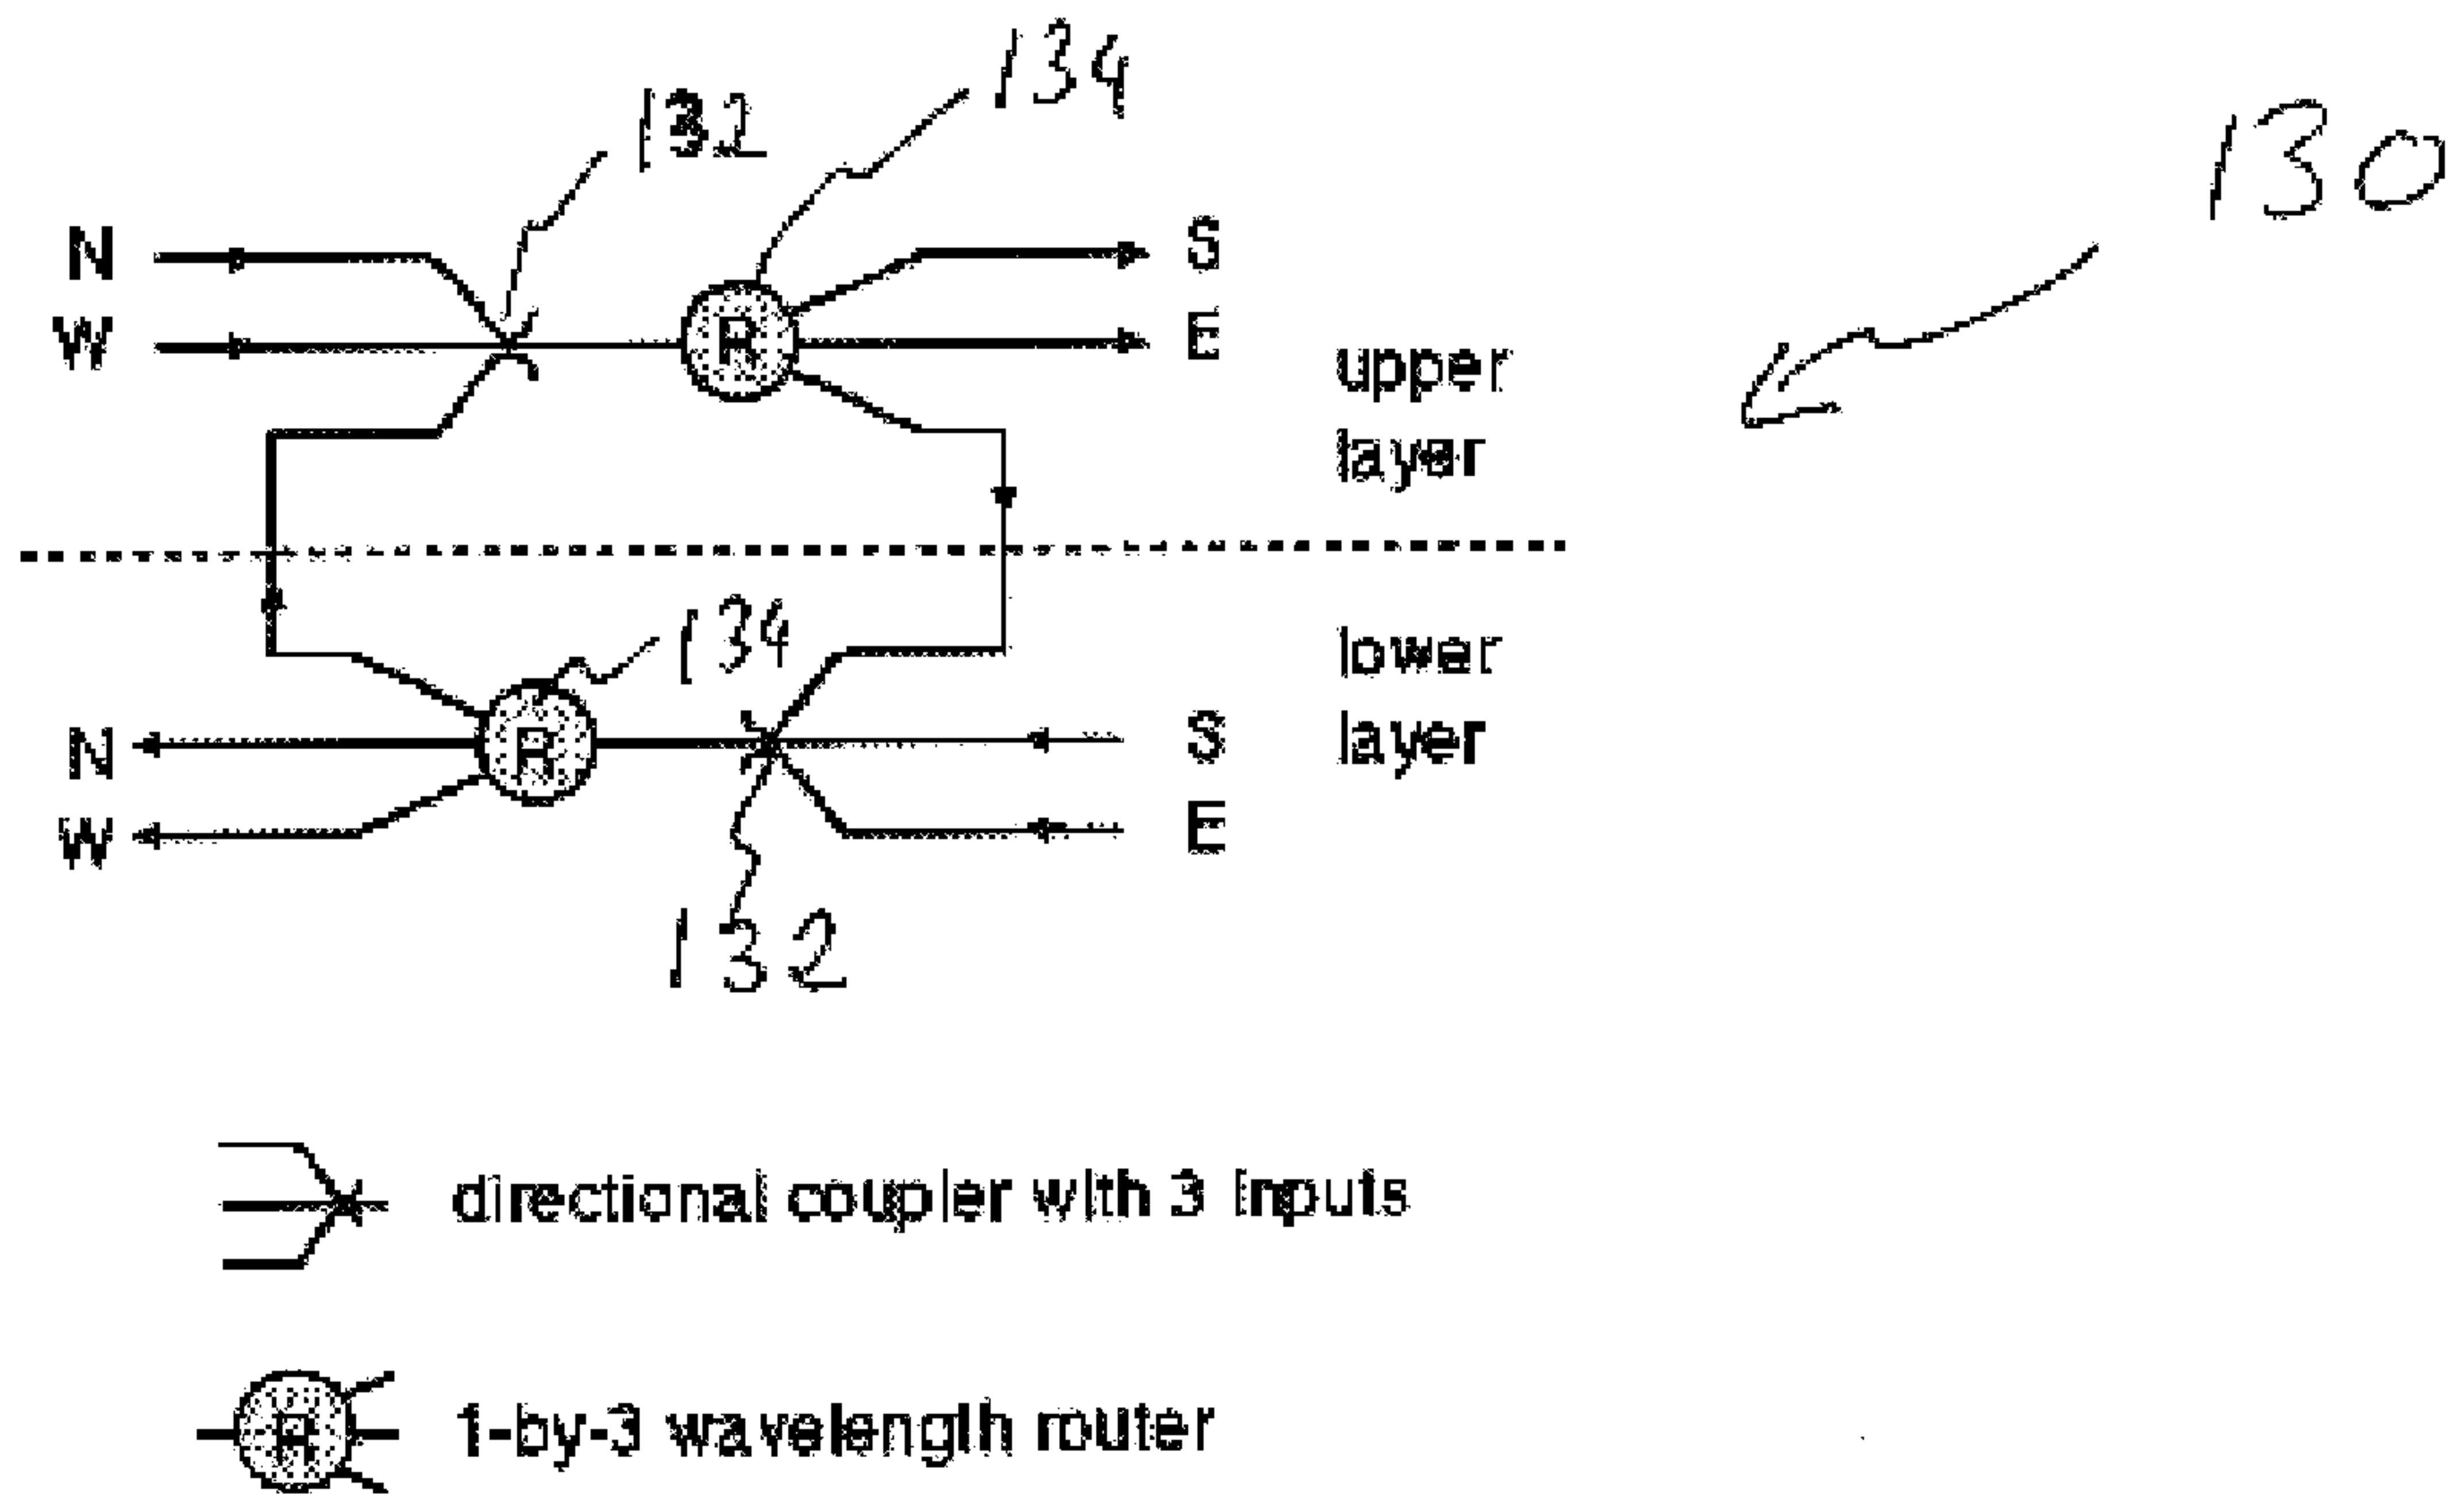 134
132
130
N
S
W
R
E
upper
layer
134
lower
layer
N
R
S
W
E
132
directional coupler with 3 inputs
R
1-by-3 wavelength router